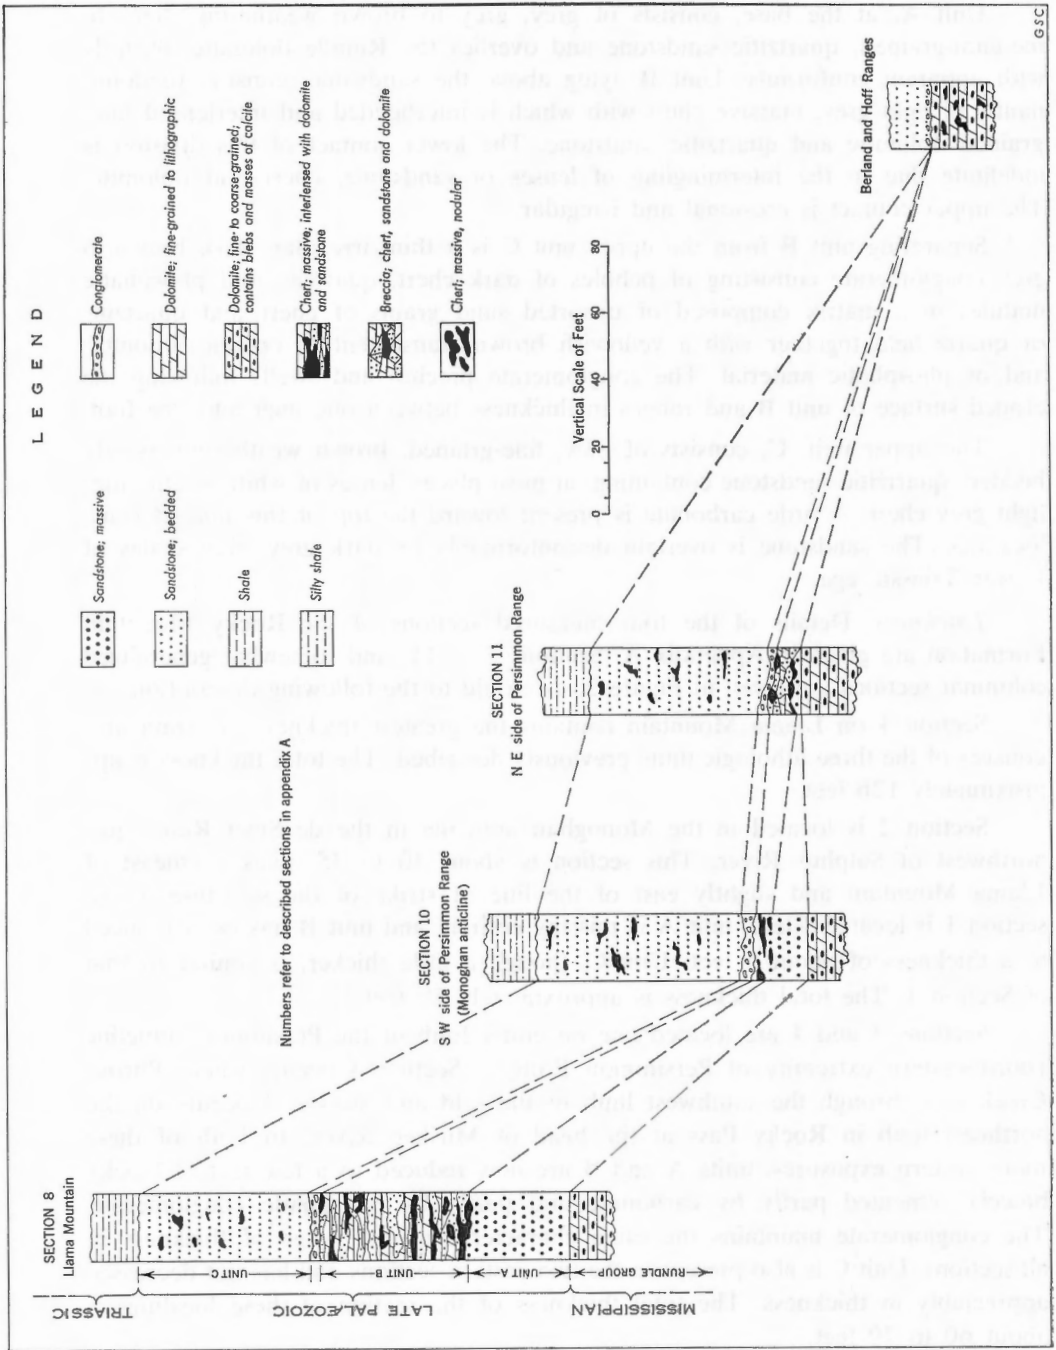 LEGEND
Sandstone; massive
Sandstone; bedded
Shale
Silty shale
Conglomerate
Dolomite; fine-grained to lithographic
Dolomite; fine- to coarse-grained;
contains blebs and masses of calcite
Chert, massive; interlensed with dolomite
and sandstone
Breccia; chert, sandstone and dolomite
Chert; massive, nodular
Numbers refer to described sections in appendix A
SECTION 8
Llama Mountain
SECTION 10
SW side of Persimmon Range
(Monoghan anticline)
SECTION 11
NE side of Persimmon Range
Berland and Hoff Ranges
Vertical Scale of Feet
0 20 40 60 80
TRIASSIC
LATE PALÆOZOIC
MISSISSIPPIAN
UNIT C
UNIT B
UNIT A
RUNDLE GROUP
GSC